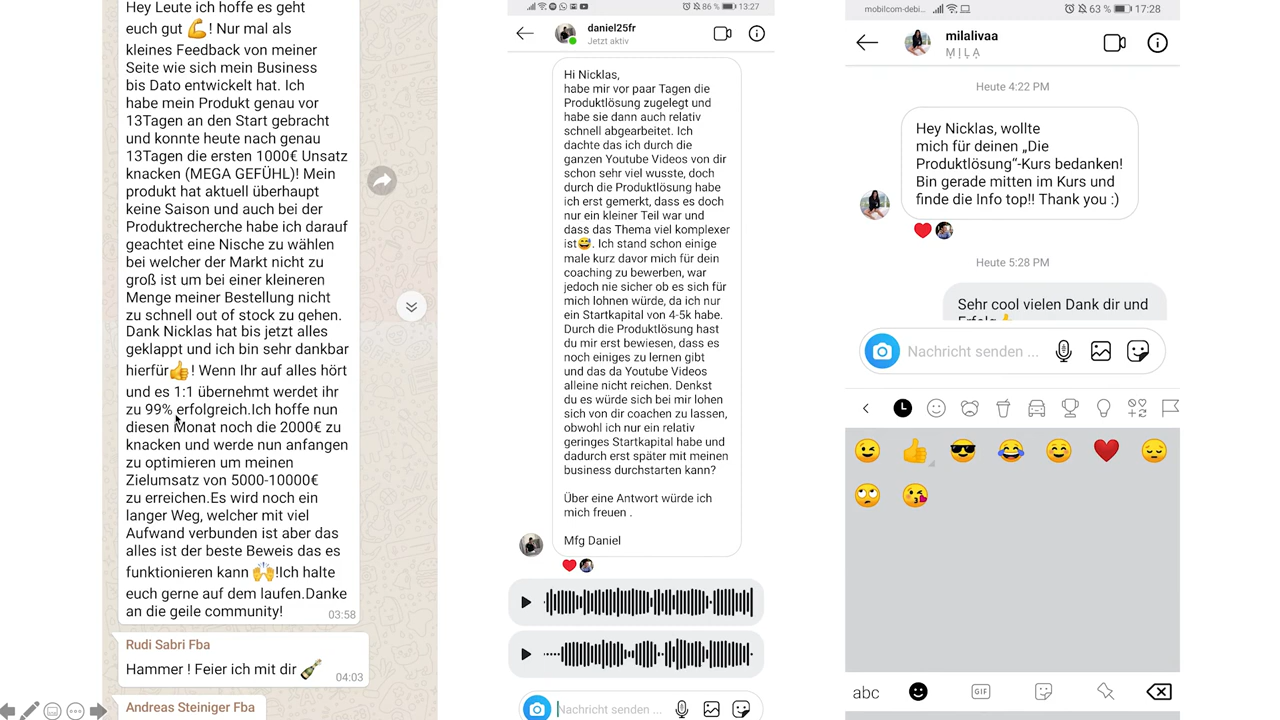 Hey Leute ich hoffe es geht
euch gut 💪! Nur mal als
kleines Feedback von meiner
Seite wie sich mein Business
bis Dato entwickelt hat. Ich
habe mein Produkt genau vor
13Tagen an den Start gebracht
und konnte heute nach genau
13Tagen die ersten 1000€ Unsatz
knacken (MEGA GEFÜHL)! Mein
produkt hat aktuell überhaupt
keine Saison und auch bei der
Produktrecherche habe ich darauf
geachtet eine Nische zu wählen
bei welcher der Markt nicht zu
groß ist um bei einer kleineren
Menge meiner Bestellung nicht
zu schnell out of stock zu gehen.
Dank Nicklas hat bis jetzt alles
geklappt und ich bin sehr dankbar
hierfür👍! Wenn Ihr auf alles hört
und es 1:1 übernehmt werdet ihr
zu 99% erfolgreich.Ich hoffe nun
diesen Monat noch die 2000€ zu
knacken und werde nun anfangen
zu optimieren um meinen
Zielumsatz von 5000-10000€
zu erreichen.Es wird noch ein
langer Weg, welcher mit viel
Aufwand verbunden ist aber das
alles ist der beste Beweis das es
funktionieren kann 🙌!Ich halte
euch gerne auf dem laufen.Danke
an die geile community!
03:58
Rudi Sabri Fba
Hammer ! Feier ich mit dir 🍾
04:03
Andreas Steiniger Fba
86 % 13:27
daniel25fr
Jetzt aktiv
Hi Nicklas,
habe mir vor paar Tagen die
Produktlösung zugelegt und
habe sie dann auch relativ
schnell abgearbeitet. Ich
dachte das ich durch die
ganzen Youtube Videos von dir
schon sehr viel wusste, doch
durch die Produktlösung habe
ich erst gemerkt, dass es doch
nur ein kleiner Teil war und
dass das Thema viel komplexer
ist😅. Ich stand schon einige
male kurz davor mich für dein
coaching zu bewerben, war
jedoch nie sicher ob es sich für
mich lohnen würde, da ich nur
ein Startkapital von 4-5k habe.
Durch die Produktlösung hast
du mir erst bewiesen, dass es
noch einiges zu lernen gibt
und das da Youtube Videos
alleine nicht reichen. Denkst
du es würde sich bei mir lohen
sich von dir coachen zu lassen,
obwohl ich nur ein relativ
geringes Startkapital habe und
dadurch erst später mit meinen
business durchstarten kann?
Über eine Antwort würde ich
mich freuen .
Mfg Daniel
Nachricht senden ...
mobilcom-debi... 63 % 17:28
milalivaa
M̩I̩L̩A̩
Heute 4:22 PM
Hey Nicklas, wollte
mich für deinen „Die
Produktlösung“-Kurs bedanken!
Bin gerade mitten im Kurs und
finde die Info top!! Thank you :)
Heute 5:28 PM
Sehr cool vielen Dank dir und
Erfolg 👍
Nachricht senden ...
abc
GIF